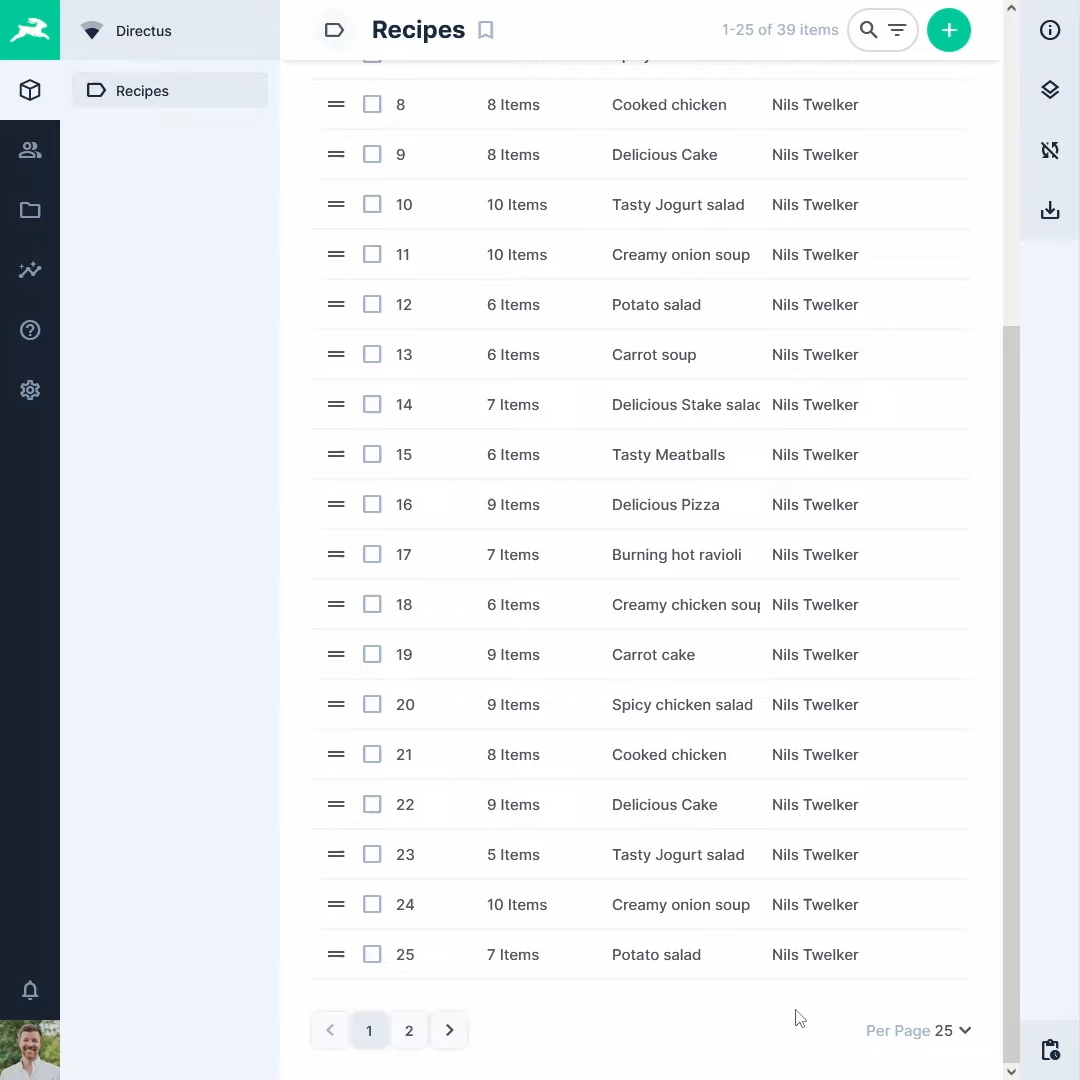 Directus
Recipes
1-25 of 39 items
Recipes
8 8 Items Cooked chicken Nils Twelker
9 8 Items Delicious Cake Nils Twelker
10 10 Items Tasty Jogurt salad Nils Twelker
11 10 Items Creamy onion soup Nils Twelker
12 6 Items Potato salad Nils Twelker
13 6 Items Carrot soup Nils Twelker
14 7 Items Delicious Stake salad Nils Twelker
15 6 Items Tasty Meatballs Nils Twelker
16 9 Items Delicious Pizza Nils Twelker
17 7 Items Burning hot ravioli Nils Twelker
18 6 Items Creamy chicken soup Nils Twelker
19 9 Items Carrot cake Nils Twelker
20 9 Items Spicy chicken salad Nils Twelker
21 8 Items Cooked chicken Nils Twelker
22 9 Items Delicious Cake Nils Twelker
23 5 Items Tasty Jogurt salad Nils Twelker
24 10 Items Creamy onion soup Nils Twelker
25 7 Items Potato salad Nils Twelker
1 2 Per Page 25